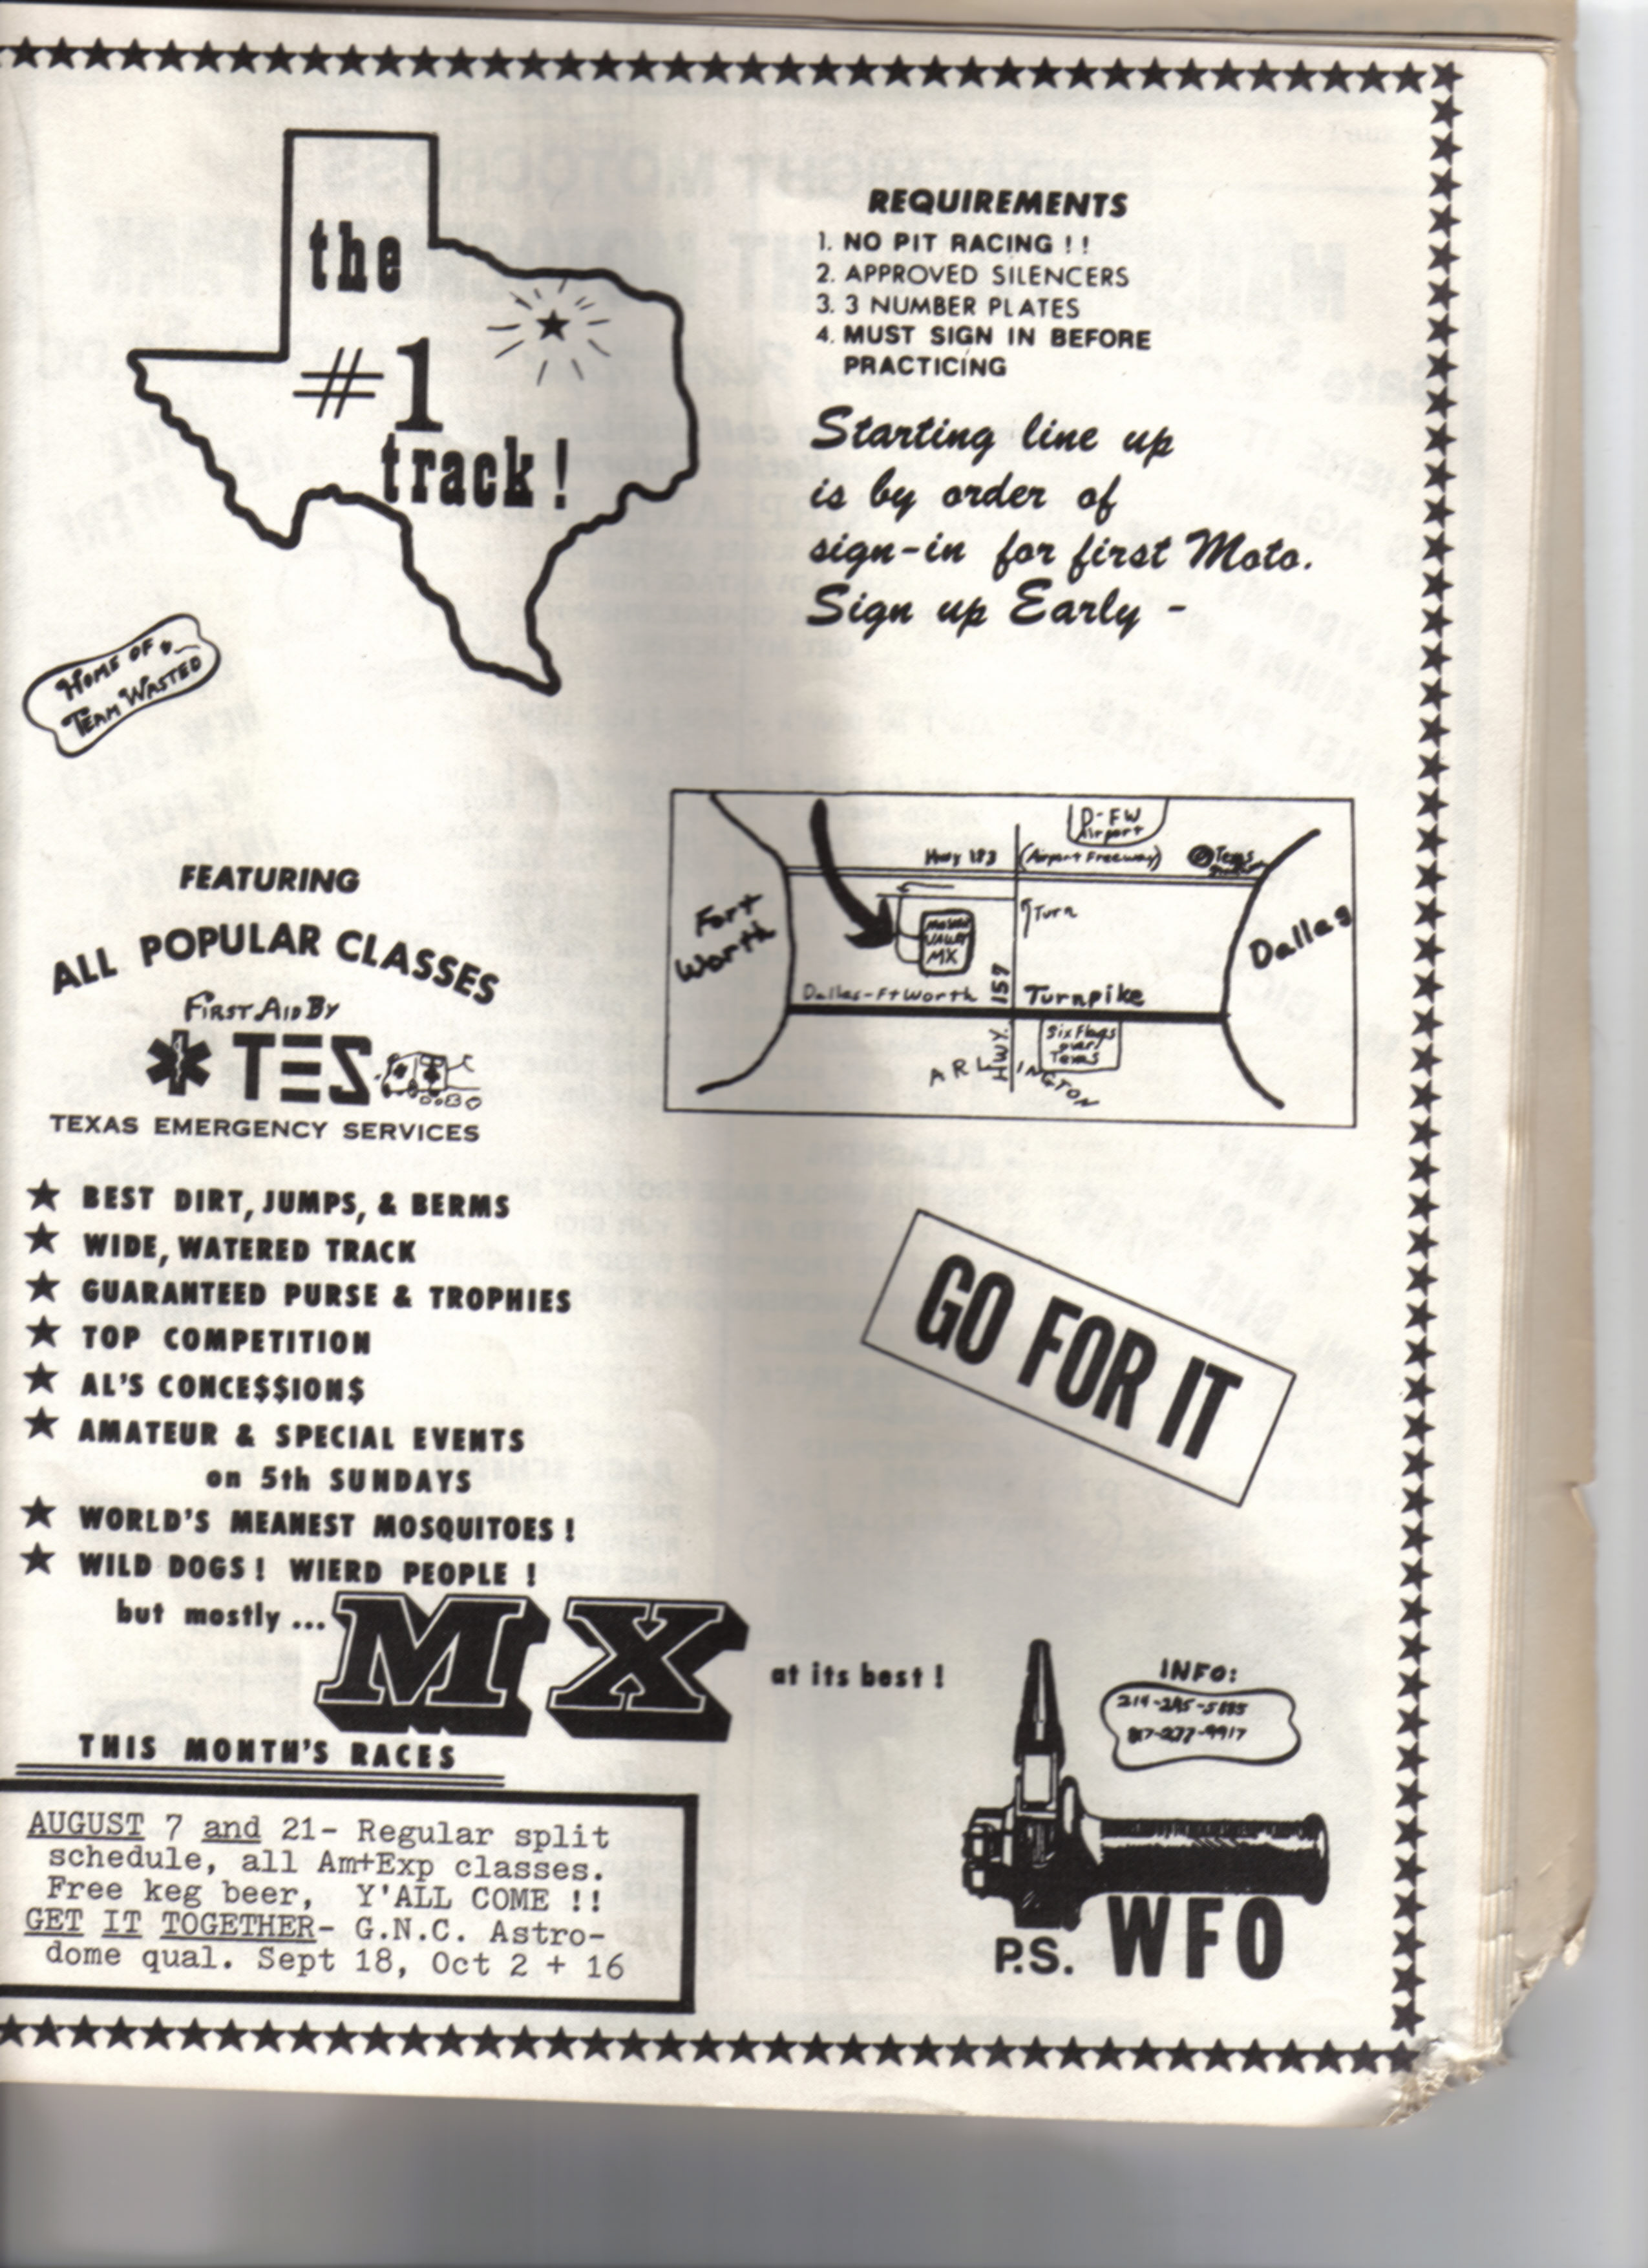 the
#1
track!
REQUIREMENTS
1. NO PIT RACING ! !
2. APPROVED SILENCERS
3. 3 NUMBER PLATES
4. MUST SIGN IN BEFORE
PRACTICING
Starting line up
is by order of
sign-in for first Moto.
Sign up Early -
HOME OF
TEAM WASTED
D-FW
Airport
Hwy 183 (Airport Freeway)
Texas
Fort
Worth
Turn
VALLEY
MX
Dallas
Dallas-Ft Worth
Turnpike
HWY. 157
Six Flags
over
Texas
ARLINGTON
FEATURING
ALL POPULAR CLASSES
FIRST AID BY
TES
TEXAS EMERGENCY SERVICES
★ BEST DIRT, JUMPS, & BERMS
★ WIDE, WATERED TRACK
★ GUARANTEED PURSE & TROPHIES
★ TOP COMPETITION
★ AL'S CONCE$$ION$
★ AMATEUR & SPECIAL EVENTS
on 5th SUNDAYS
★ WORLD'S MEANEST MOSQUITOES !
★ WILD DOGS ! WIERD PEOPLE !
but mostly ... MX at its best !
GO FOR IT
INFO:
THIS MONTH'S RACES
AUGUST 7 and 21- Regular split
schedule, all Am+Exp classes.
Free keg beer, Y'ALL COME !!
GET IT TOGETHER- G.N.C. Astro-
dome qual. Sept 18, Oct 2 + 16
P.S. WFO